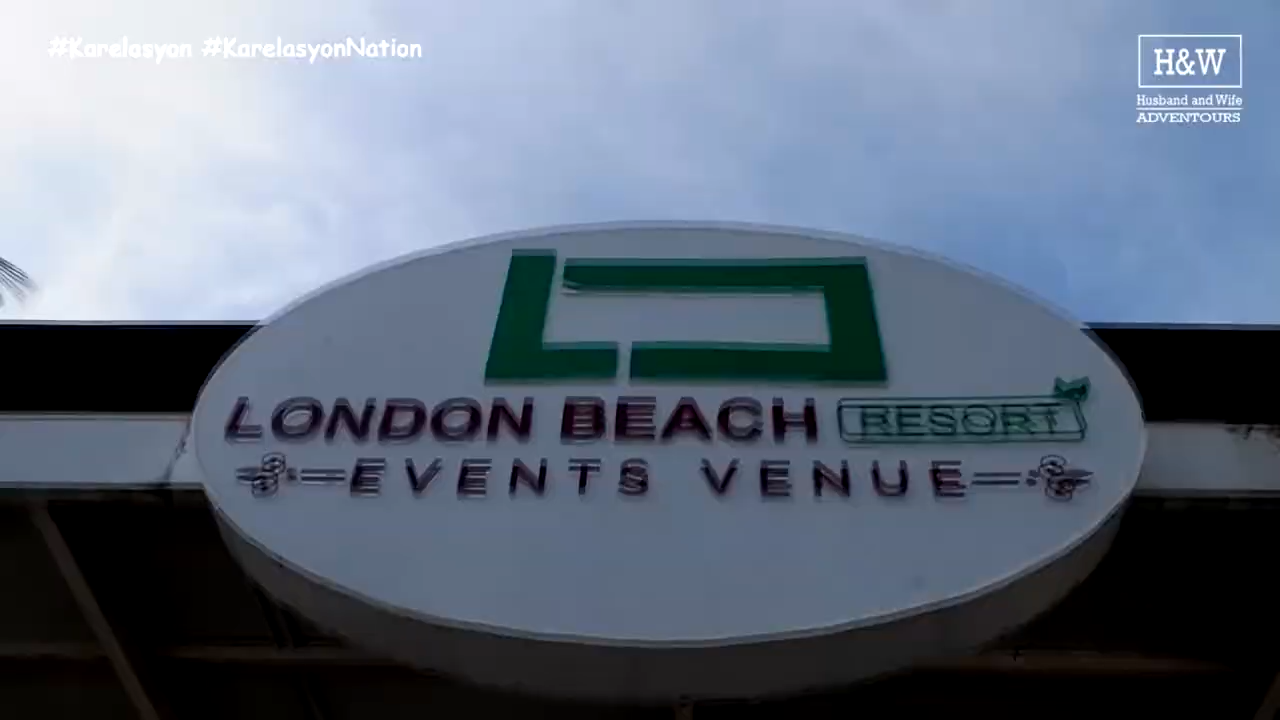 #Karelasyon #KarelasyonNation
H&W
Husband and Wife
ADVENTOURS
LONDON BEACH RESORT
EVENTS VENUE